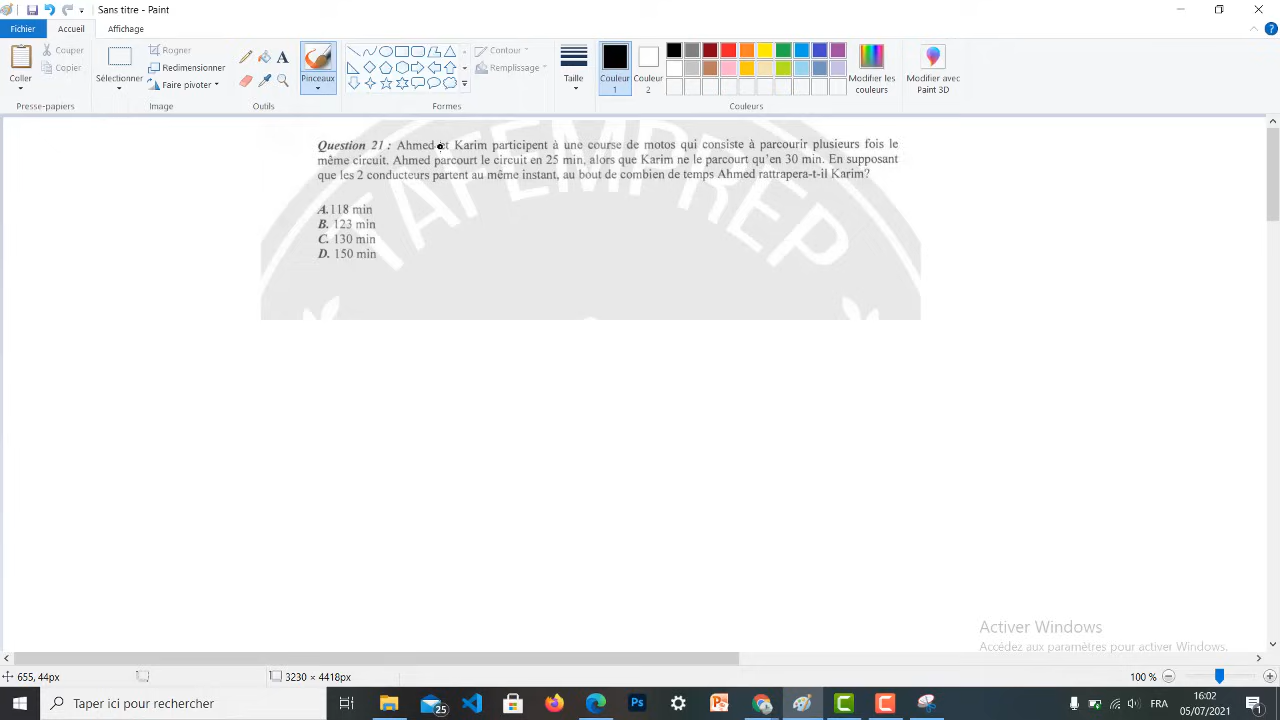 Sans titre - Paint
Fichier
Accueil
Affichage
Coller
Couper
Copier
Presse-papiers
Sélectionner
Rogner
Redimensionner
Faire pivoter
Image
Outils
Pinceaux
Formes
Contour
Remplissage
Taille
Couleur 1
Couleur 2
Couleurs
Modifier les couleurs
Modifier avec Paint 3D
Question 21 : Ahmed et Karim participent à une course de motos qui consiste à parcourir plusieurs fois le
même circuit. Ahmed parcourt le circuit en 25 min, alors que Karim ne le parcourt qu'en 30 min. En supposant
que les 2 conducteurs partent au même instant, au bout de combien de temps Ahmed rattrapera-t-il Karim?
A.118 min
B. 123 min
C. 130 min
D. 150 min
TAFEMPREP
Activer Windows
Accédez aux paramètres pour activer Windows.
655, 44px
3230 × 4418px
100 %
Taper ici pour rechercher
25
Ps
FRA
16:02
05/07/2021
1